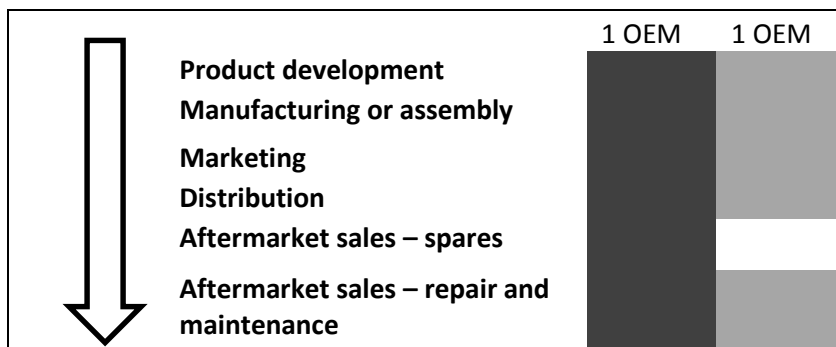 1 OEM 1 OEM
Product development
Manufacturing or assembly
Marketing
Distribution
Aftermarket sales – spares
Aftermarket sales – repair and
maintenance